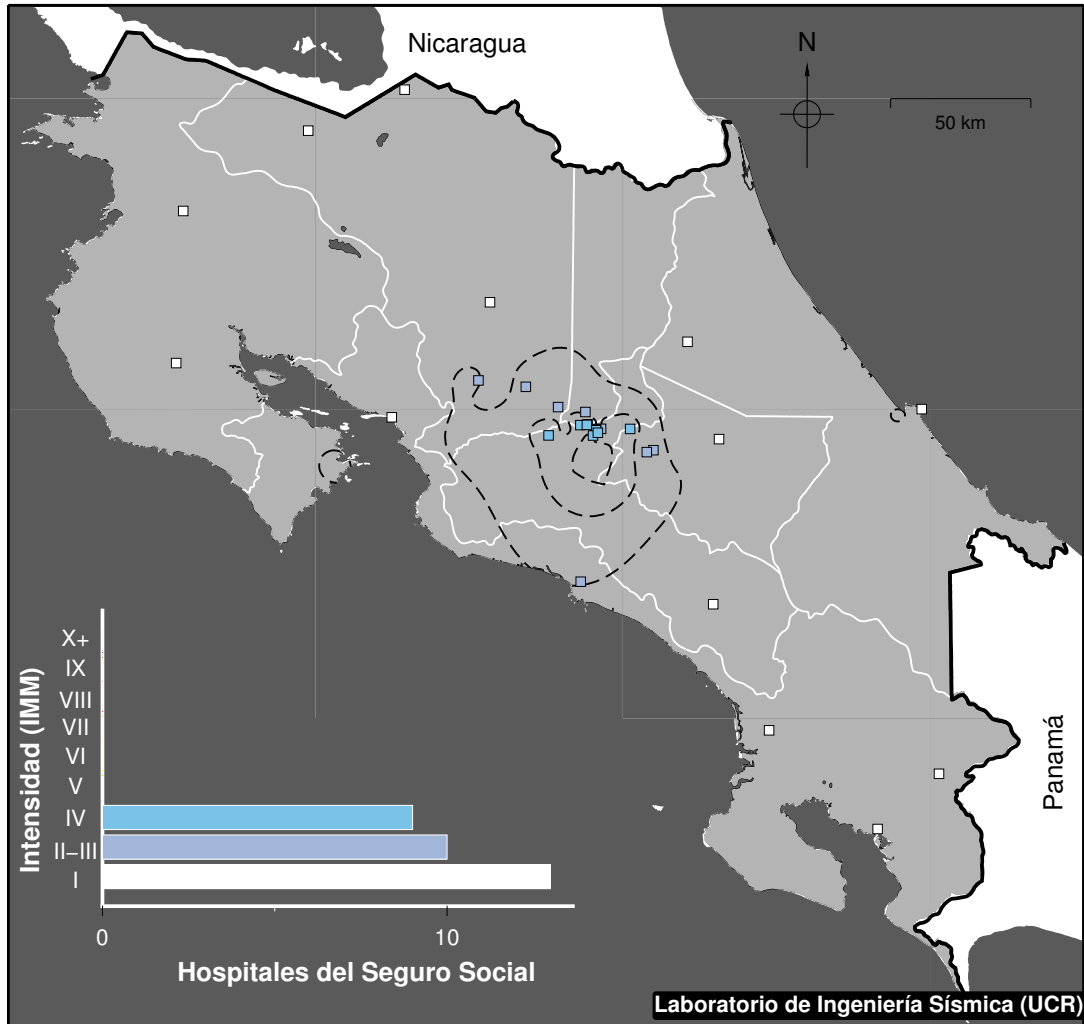 Nicaragua
N
50 km
Panamá
Intensidad (IMM)
X+
IX
VIII
VII
VI
V
IV
II−III
I
0
10
Hospitales del Seguro Social
Laboratorio de Ingeniería Sísmica (UCR)